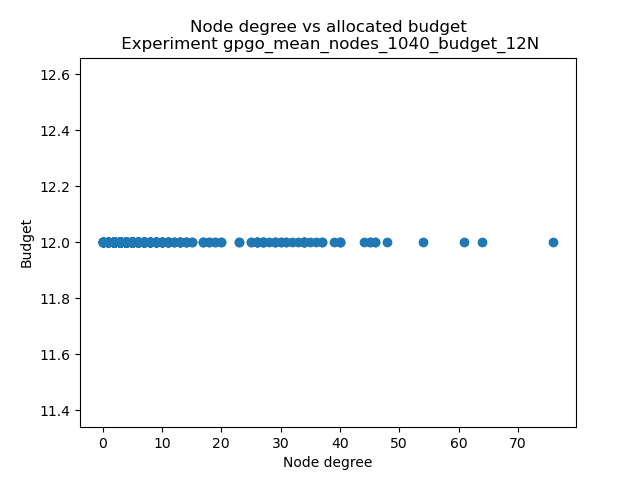 Node degree vs allocated budget
Experiment gpgo_mean_nodes_1040_budget_12N
12.6
12.4
12.2
12.0
11.8
11.6
11.4
Budget
0 10 20 30 40 50 60 70
Node degree